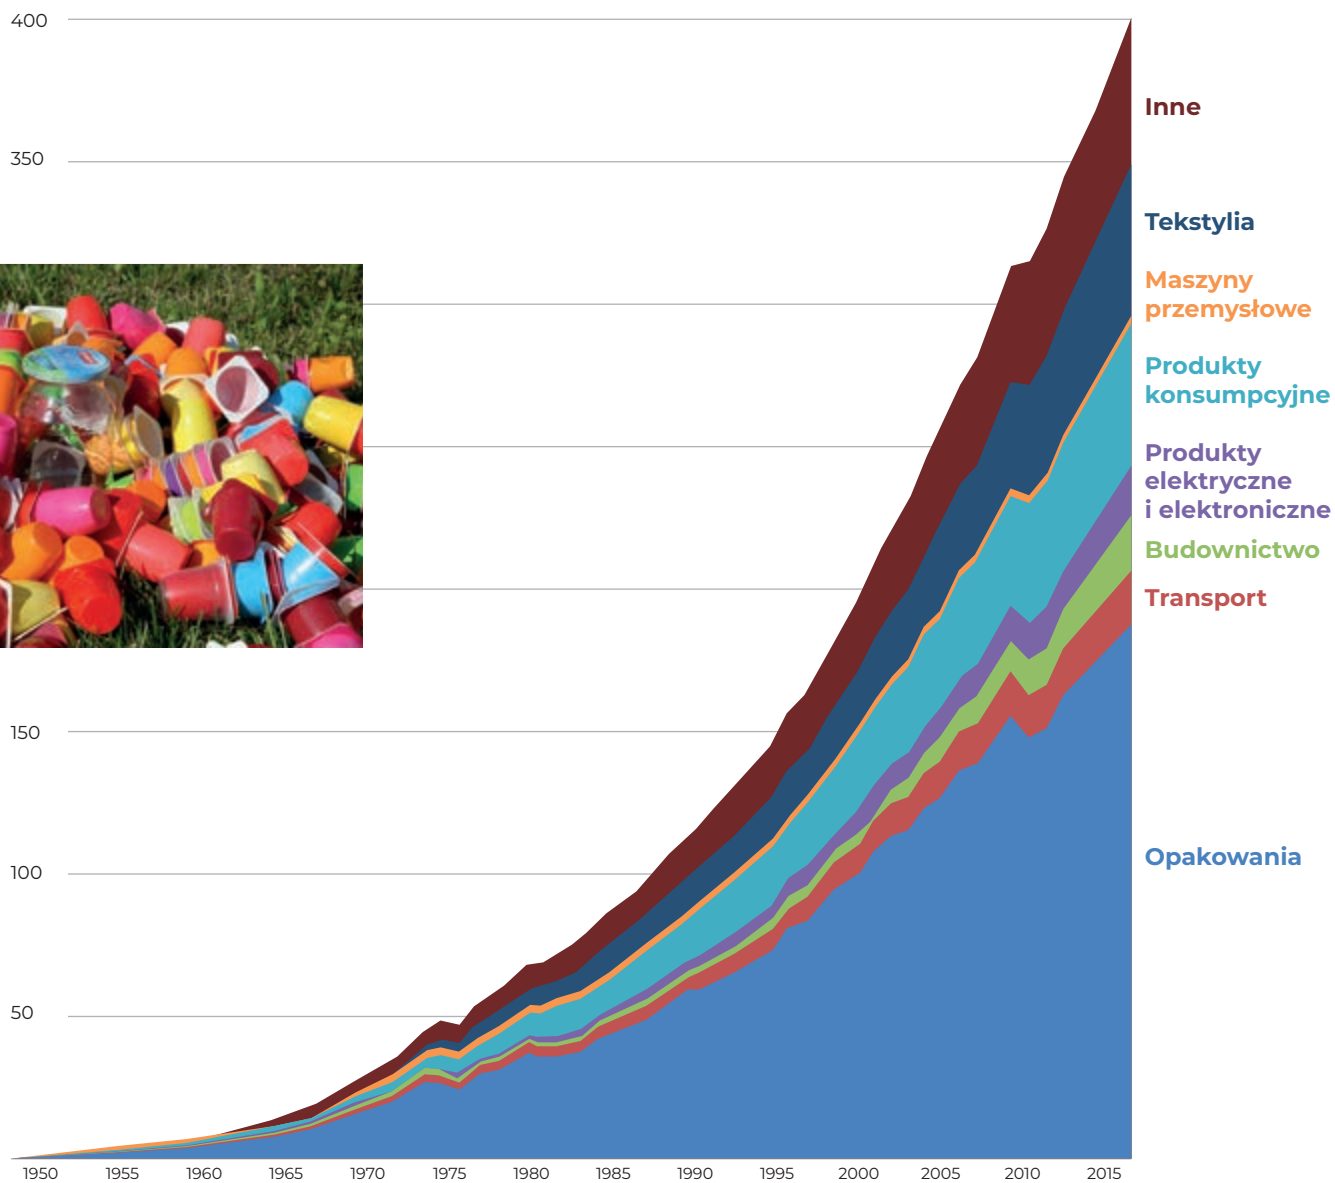 400
350
150
100
50
Inne
Tekstylia
Maszyny
przemysłowe
Produkty
konsumpcyjne
Produkty
elektryczne
i elektroniczne
Budownictwo
Transport
Opakowania
1950 1955 1960 1965 1970 1975 1980 1985 1990 1995 2000 2005 2010 2015